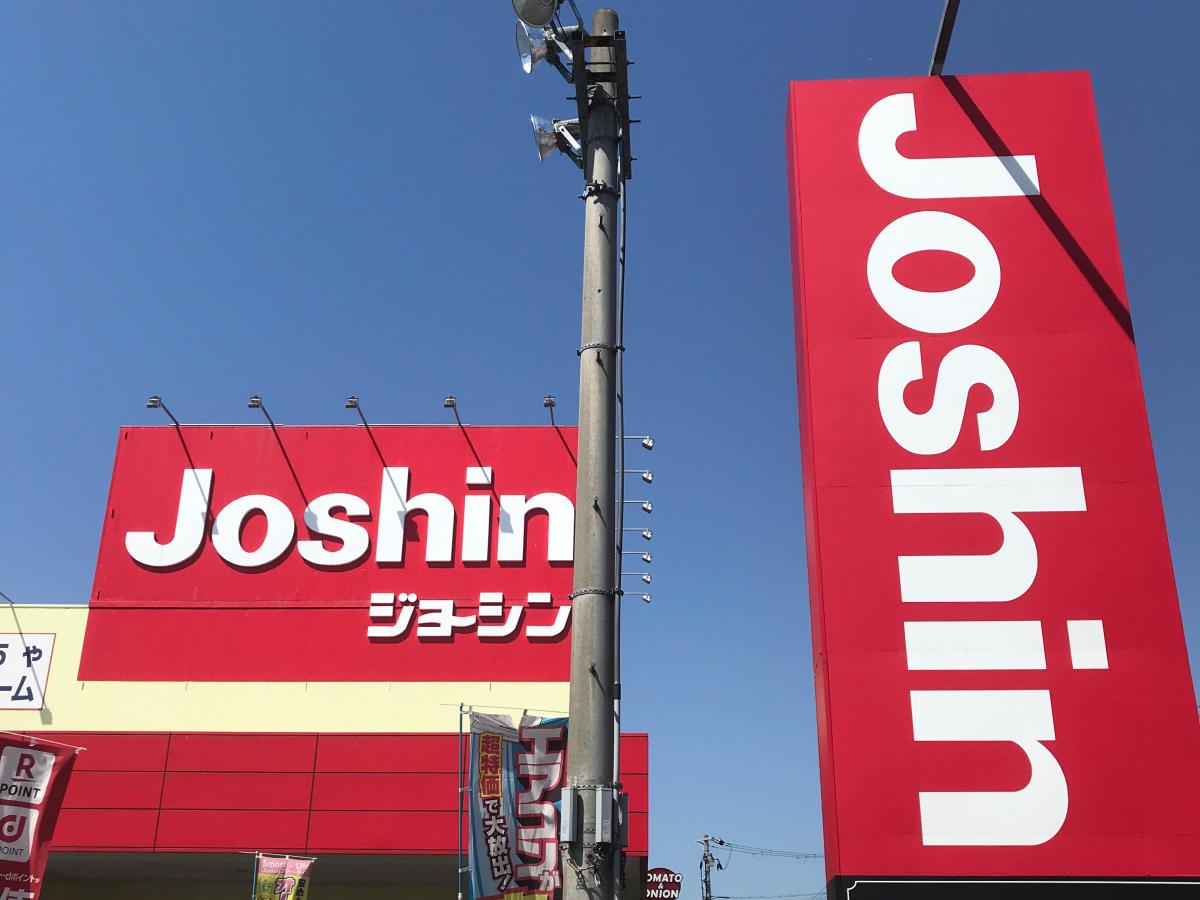 Joshin
ジョーシン
Joshin
ちゃ
ーム
R
POINT
d
POINT
エアコンが
超特価で大放出!
OMATO
&
ONION